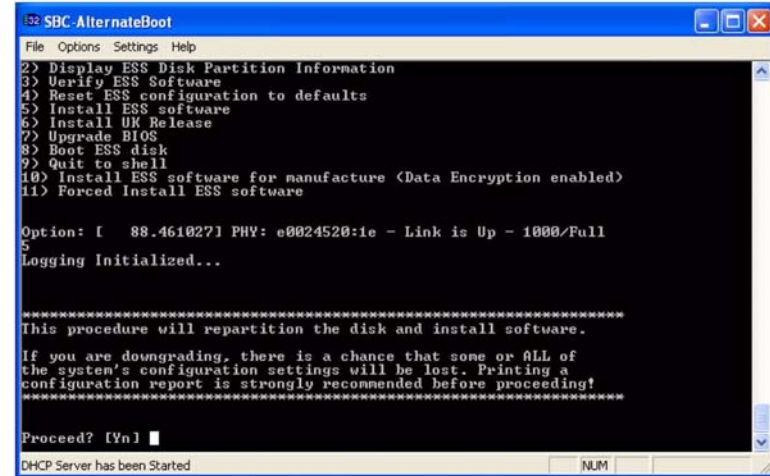 SBC-AlternateBoot
File Options Settings Help
2) Display ESS Disk Partition Information
3) Verify ESS Software
4) Reset ESS configuration to defaults
5) Install ESS software
6) Install UK Release
7) Upgrade BIOS
8) Boot ESS disk
9) Quit to shell
10) Install ESS software for manufacture (Data Encryption enabled)
11) Forced Install ESS software
Option: [   88.461027] PHY: e0024520:1e - Link is Up - 1000/Full
5
Logging Initialized...
**********************************************************************
This procedure will repartition the disk and install software.
If you are downgrading, there is a chance that some or ALL of
the system's configuration settings will be lost. Printing a
configuration report is strongly recommended before proceeding!
**********************************************************************
Proceed? [Yn]
DHCP Server has been Started
NUM